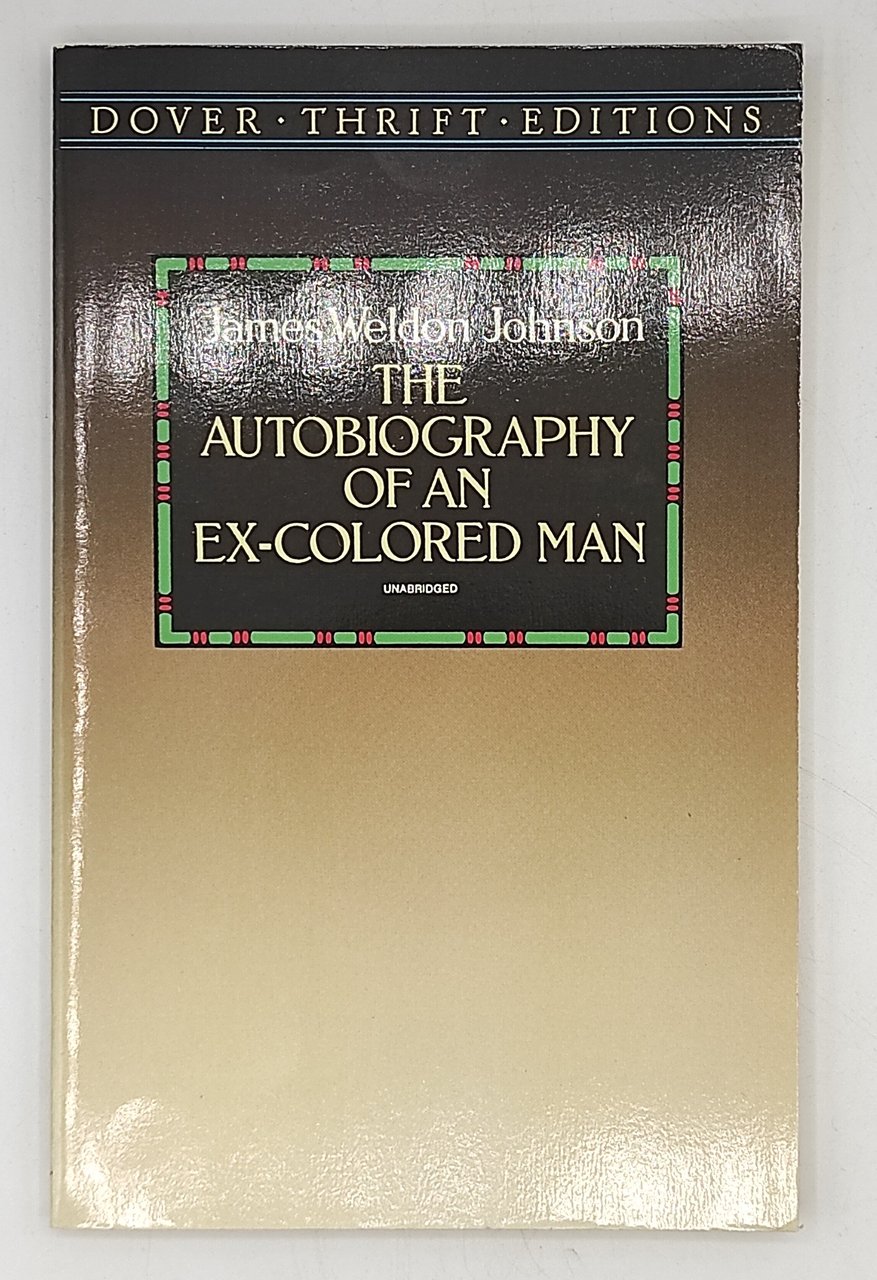 DOVER · THRIFT · EDITIONS
James Weldon Johnson
THE
AUTOBIOGRAPHY
OF AN
EX-COLORED MAN
UNABRIDGED